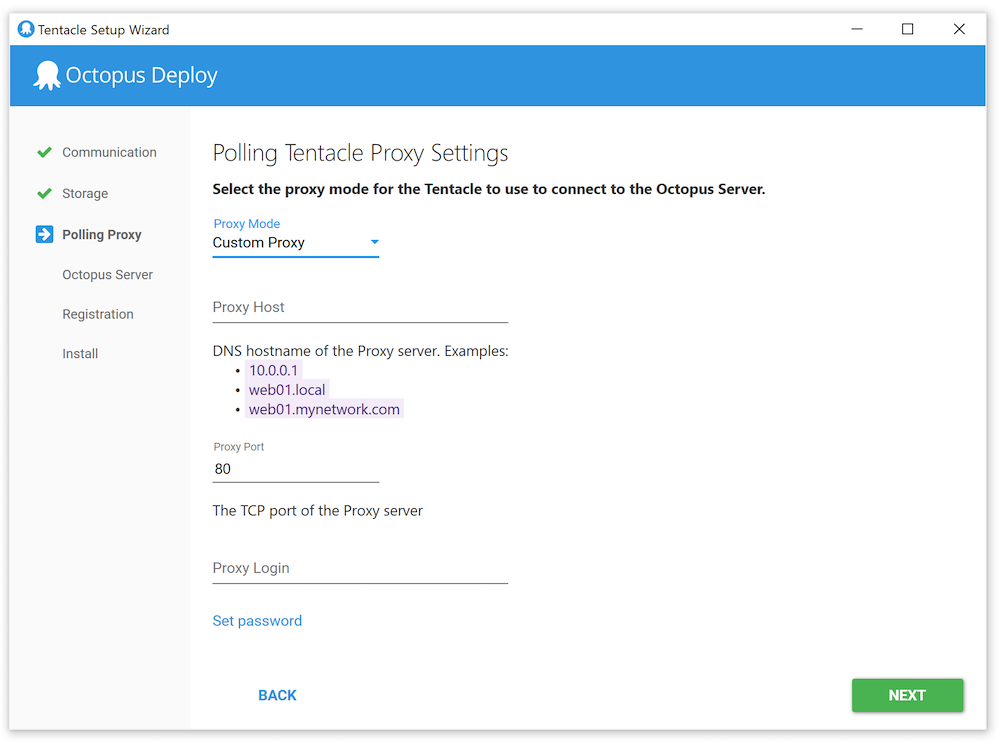 Tentacle Setup Wizard
Octopus Deploy
Communication
Storage
Polling Proxy
Octopus Server
Registration
Install
Polling Tentacle Proxy Settings
Select the proxy mode for the Tentacle to use to connect to the Octopus Server.
Proxy Mode
Custom Proxy
Proxy Host
DNS hostname of the Proxy server. Examples:
• 10.0.0.1
• web01.local
• web01.mynetwork.com
Proxy Port
80
The TCP port of the Proxy server
Proxy Login
Set password
BACK
NEXT